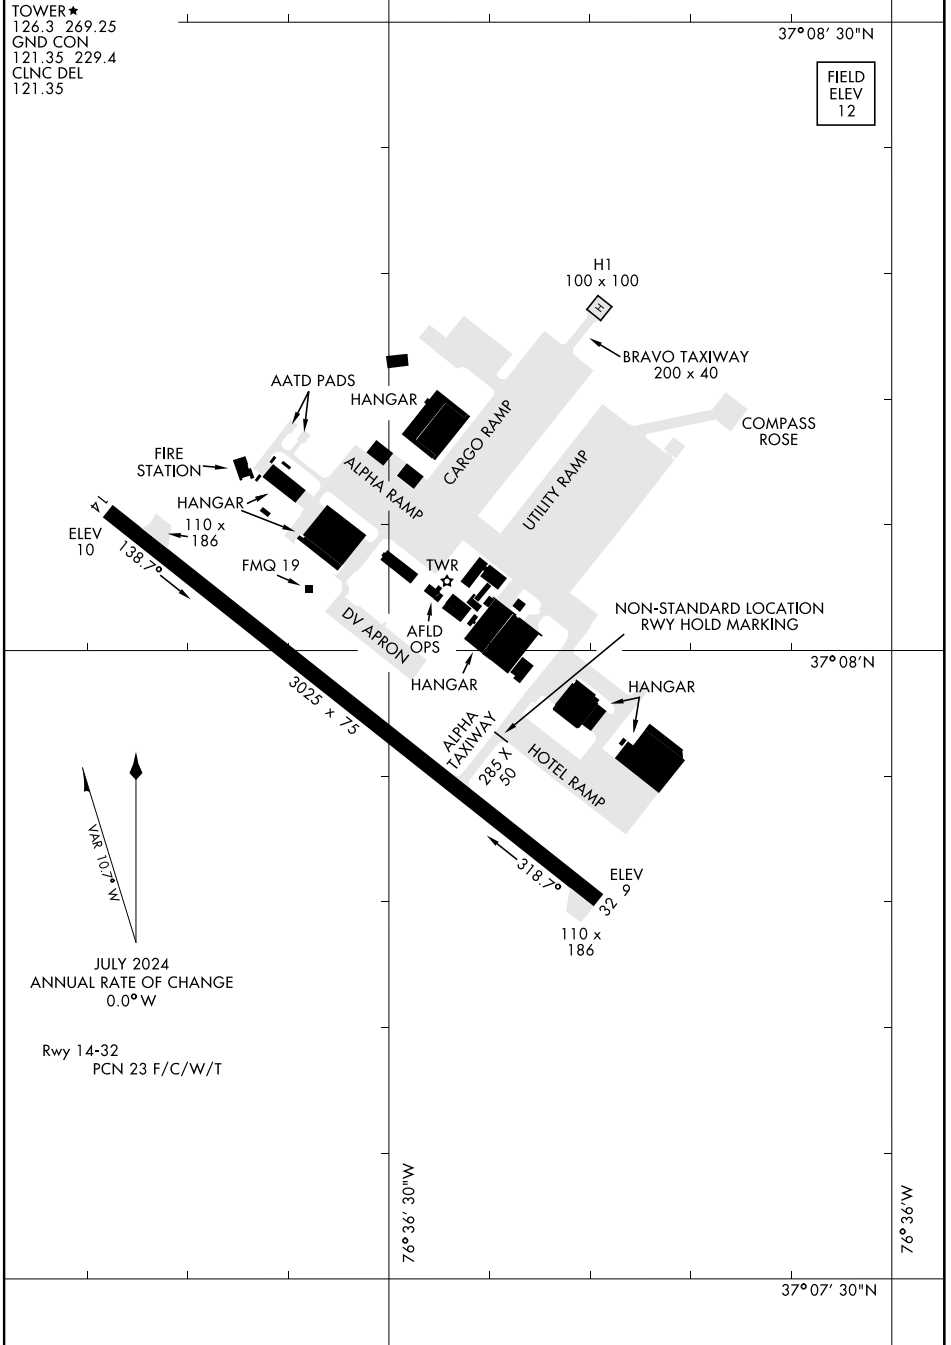 TOWER★
126.3 269.25
GND CON
121.35 229.4
CLNC DEL
121.35
37° 08' 30"N
FIELD
ELEV
12
H1
100 x 100
H
BRAVO TAXIWAY
200 x 40
AATD PADS
HANGAR
CARGO RAMP
COMPASS
ROSE
FIRE
STATION
ALPHA RAMP
UTILITY RAMP
HANGAR
14
ELEV
10
110 x
186
138.7°
FMQ 19
TWR
DV APRON
AFLD
OPS
NON-STANDARD LOCATION
RWY HOLD MARKING
37° 08'N
HANGAR
HANGAR
3025 x 75
ALPHA
TAXIWAY
285 X
50
HOTEL RAMP
VAR 10.7° W
318.7°
ELEV
9
32
110 x
186
JULY 2024
ANNUAL RATE OF CHANGE
0.0° W
Rwy 14-32
PCN 23 F/C/W/T
76° 36' 30"W
76° 36'W
37° 07' 30"N